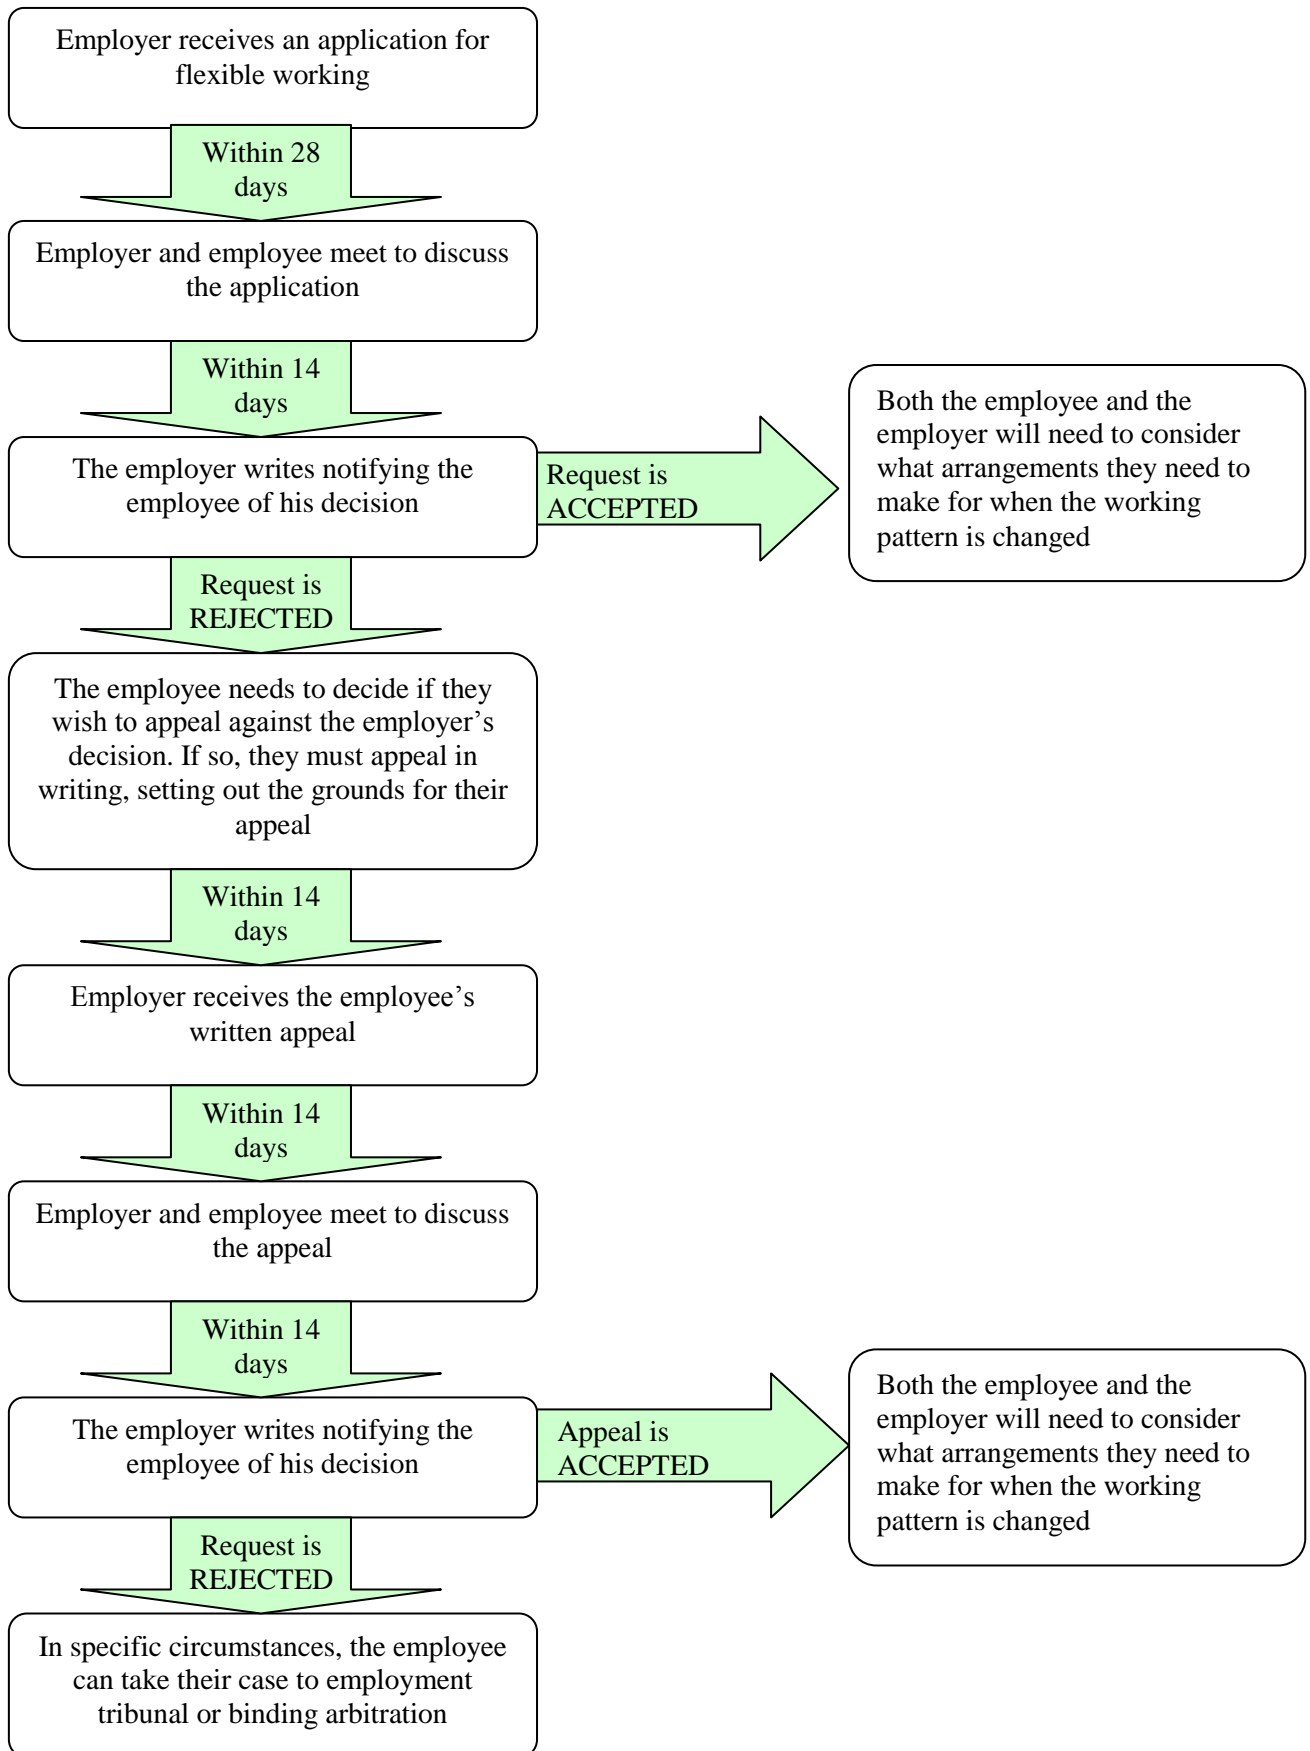 Employer receives an application for
flexible working
Within 28
days
Employer and employee meet to discuss
the application
Within 14
days
The employer writes notifying the
employee of his decision
Request is
ACCEPTED
Both the employee and the
employer will need to consider
what arrangements they need to
make for when the working
pattern is changed
Request is
REJECTED
The employee needs to decide if they
wish to appeal against the employer’s
decision. If so, they must appeal in
writing, setting out the grounds for their
appeal
Within 14
days
Employer receives the employee’s
written appeal
Within 14
days
Employer and employee meet to discuss
the appeal
Within 14
days
The employer writes notifying the
employee of his decision
Appeal is
ACCEPTED
Both the employee and the
employer will need to consider
what arrangements they need to
make for when the working
pattern is changed
Request is
REJECTED
In specific circumstances, the employee
can take their case to employment
tribunal or binding arbitration